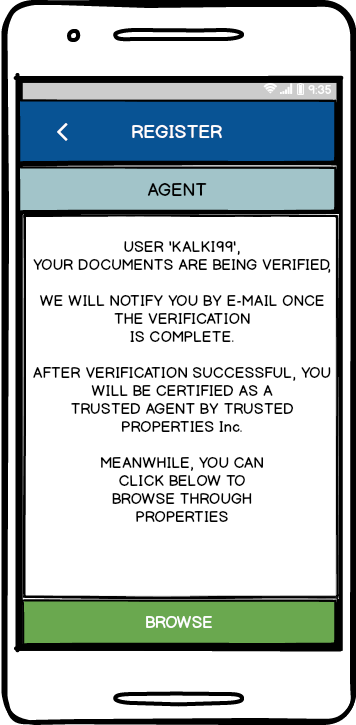 9:35
REGISTER
AGENT
USER 'KALKI99',
YOUR DOCUMENTS ARE BEING VERIFIED,
WE WILL NOTIFY YOU BY E-MAIL ONCE
THE VERIFICATION
IS COMPLETE.
AFTER VERIFICATION SUCCESSFUL, YOU
WILL BE CERTIFIED AS A
TRUSTED AGENT BY TRUSTED
PROPERTIES Inc.
MEANWHILE, YOU CAN
CLICK BELOW TO
BROWSE THROUGH
PROPERTIES
BROWSE